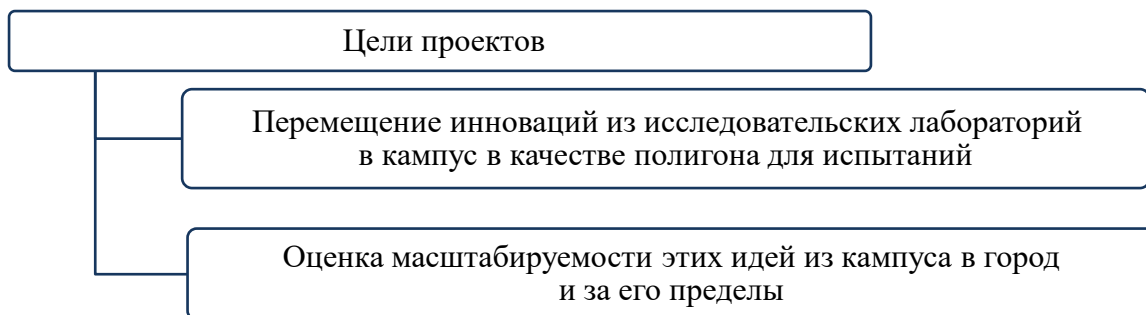 Цели проектов
Перемещение инноваций из исследовательских лабораторий
в кампус в качестве полигона для испытаний
Оценка масштабируемости этих идей из кампуса в город
и за его пределы